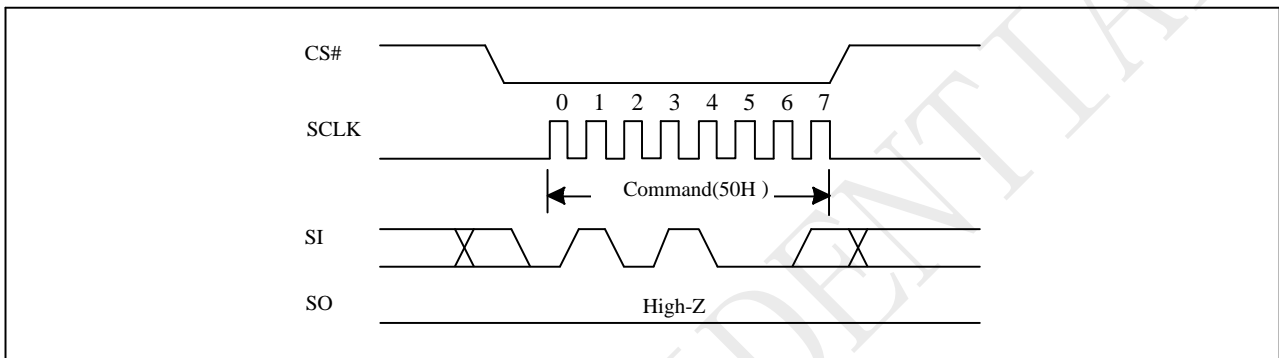 CS#
0 1 2 3 4 5 6 7
SCLK
Command(50H )
SI
SO
High-Z